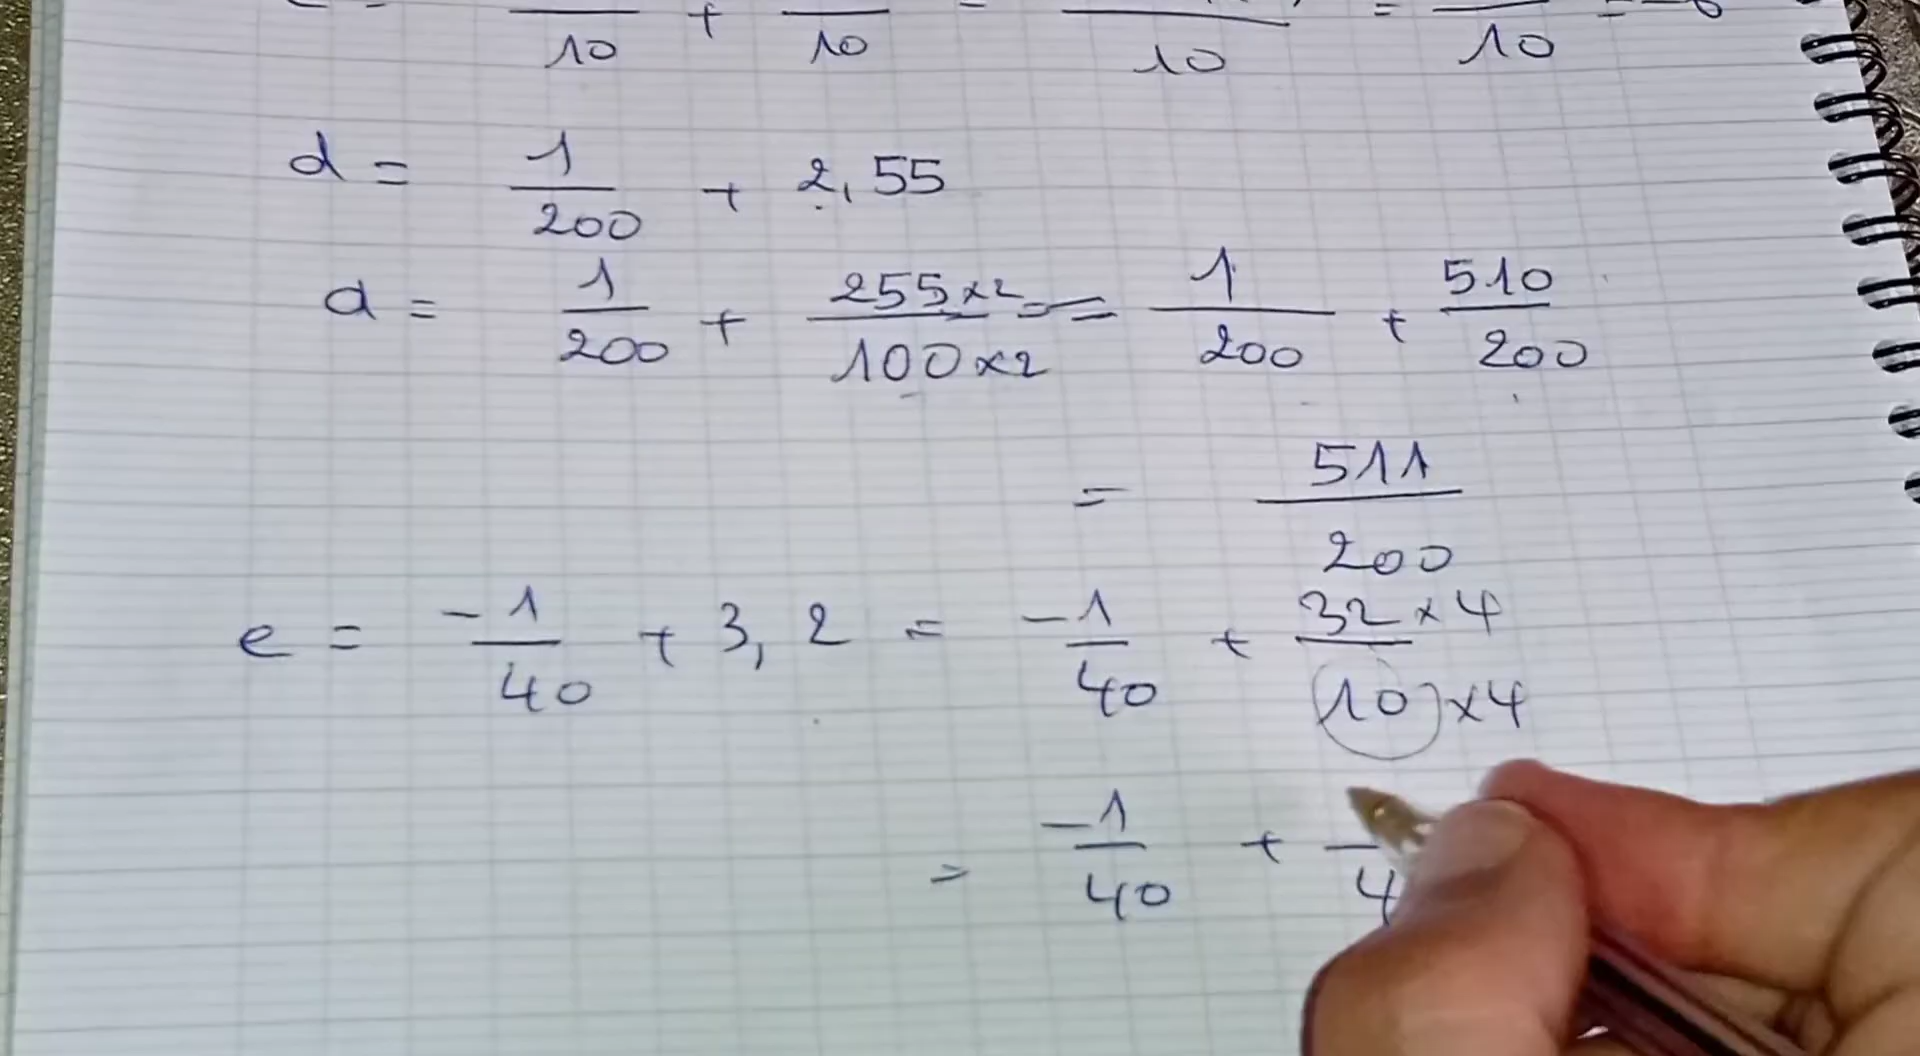 10 + 10 = 10 = 10 =
d = 1/200 + 2,55
d = 1/200 + 255×2/100×2 = 1/200 + 510/200
= 511/200
e = -1/40 + 3,2 = -1/40 + 32×4/10×4
= -1/40 + /4